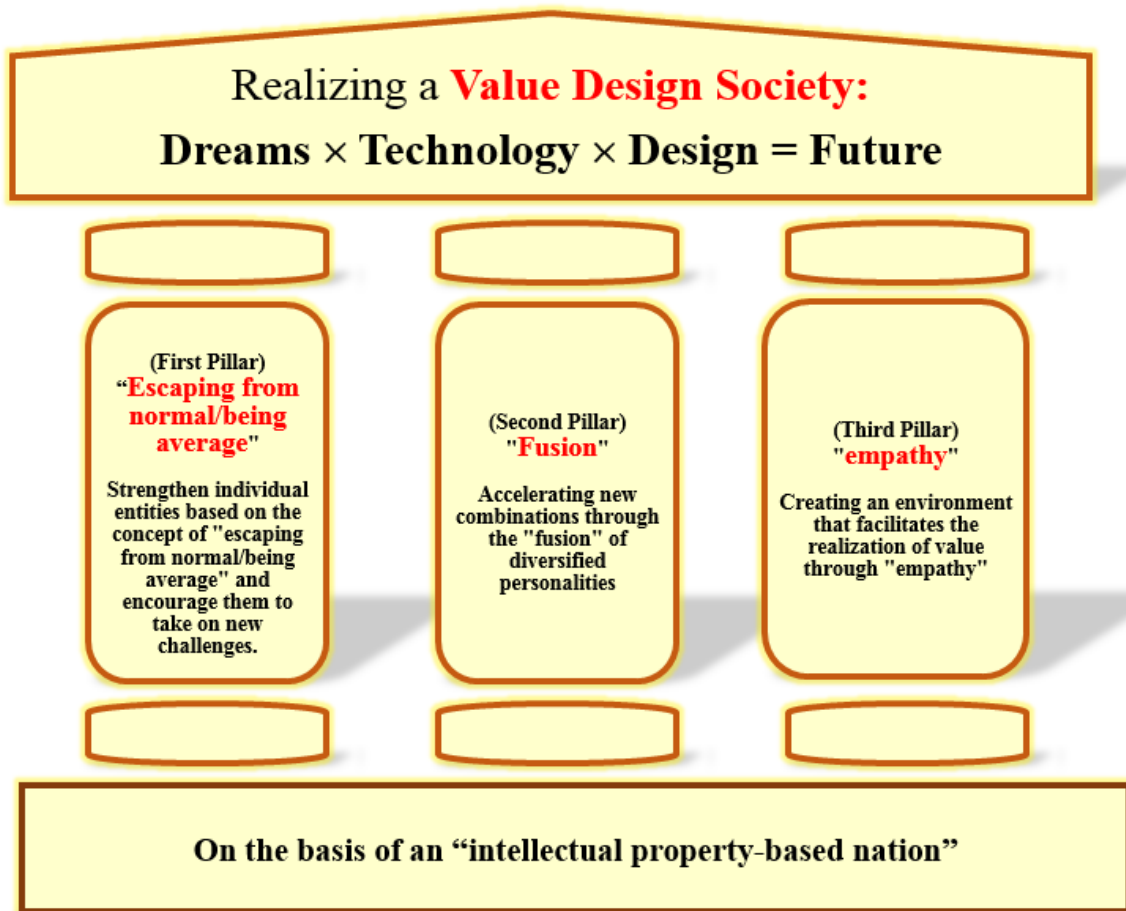 Realizing a Value Design Society:
Dreams × Technology × Design = Future
(First Pillar)
“Escaping from
normal/being
average"
Strengthen individual
entities based on the
concept of "escaping
from normal/being
average" and
encourage them to
take on new
challenges.
(Second Pillar)
"Fusion"
Accelerating new
combinations through
the "fusion" of
diversified
personalities
(Third Pillar)
"empathy"
Creating an environment
that facilitates the
realization of value
through "empathy"
On the basis of an “intellectual property-based nation”